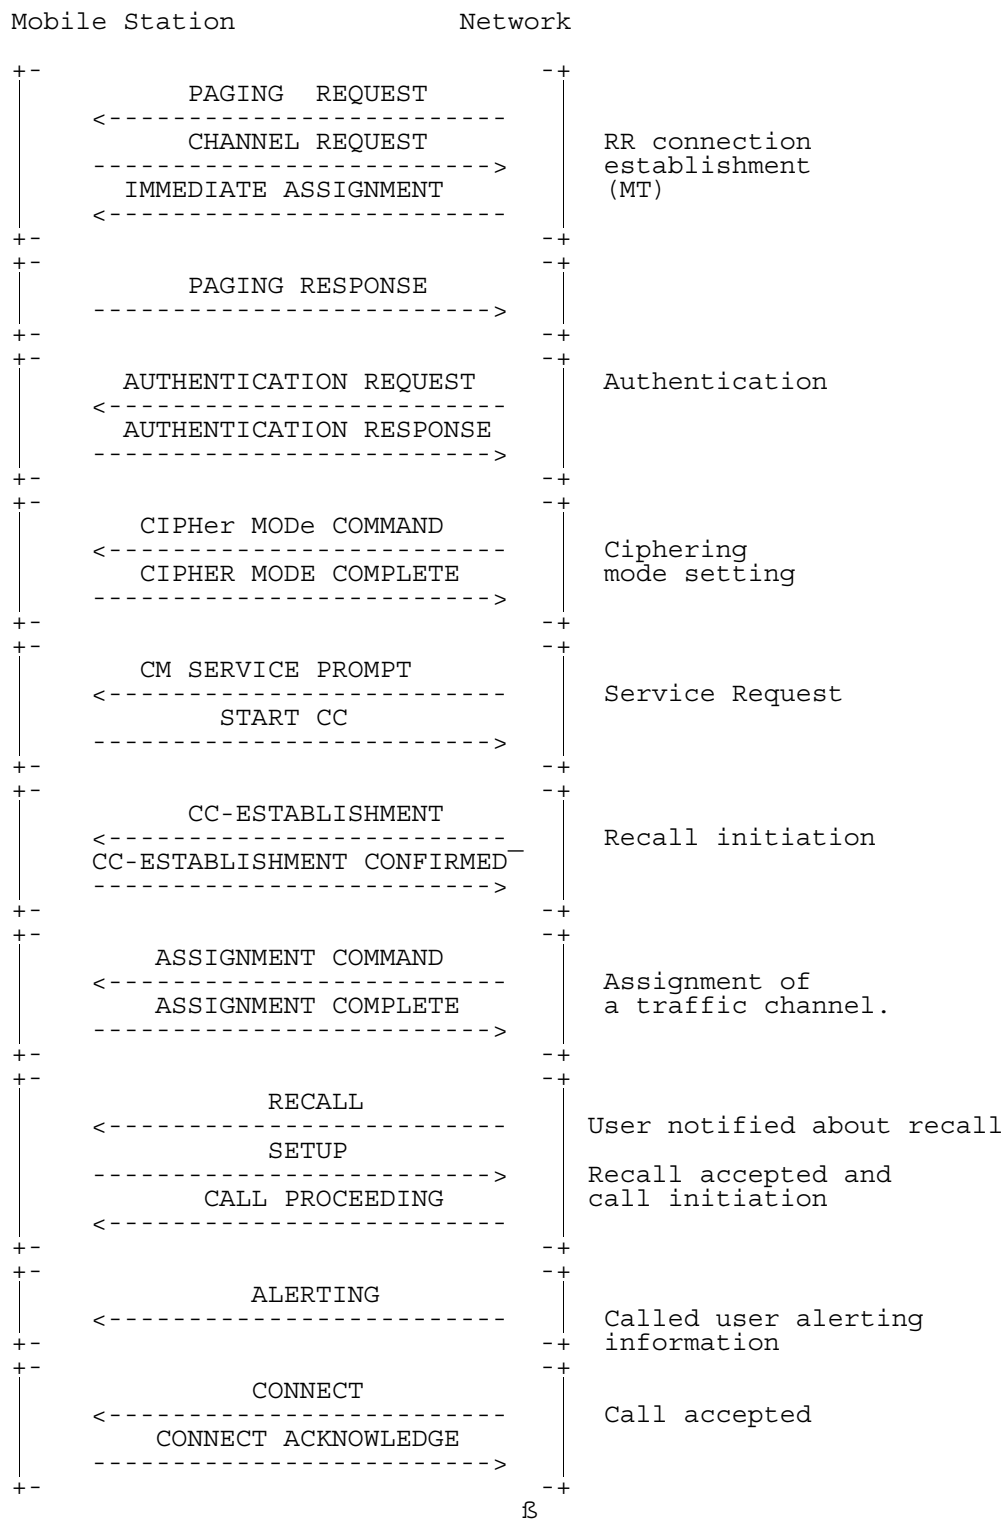 Mobile Station Network
+- -+
PAGING REQUEST
<-------------------------
CHANNEL REQUEST RR connection
-------------------------> establishment
IMMEDIATE ASSIGNMENT (MT)
<-------------------------
+- -+
+- -+
PAGING RESPONSE
------------------------->
+- -+
+- -+
AUTHENTICATION REQUEST Authentication
<-------------------------
AUTHENTICATION RESPONSE
------------------------->
+- -+
+- -+
CIPHer MODe COMMAND
<------------------------- Ciphering
CIPHER MODE COMPLETE mode setting
------------------------->
+- -+
+- -+
CM SERVICE PROMPT
<------------------------- Service Request
START CC
------------------------->
+- -+
+- -+
CC-ESTABLISHMENT
<------------------------- Recall initiation
CC-ESTABLISHMENT CONFIRMED¯
------------------------->
+- -+
+- -+
ASSIGNMENT COMMAND
<------------------------- Assignment of
ASSIGNMENT COMPLETE a traffic channel.
------------------------->
+- -+
+- -+
RECALL
<------------------------- User notified about recall
SETUP
-------------------------> Recall accepted and
CALL PROCEEDING call initiation
<-------------------------
+- -+
+- -+
ALERTING
<------------------------- Called user alerting
+- -+ information
+- -+
CONNECT
<------------------------- Call accepted
CONNECT ACKNOWLEDGE
------------------------->
+- -+
ß